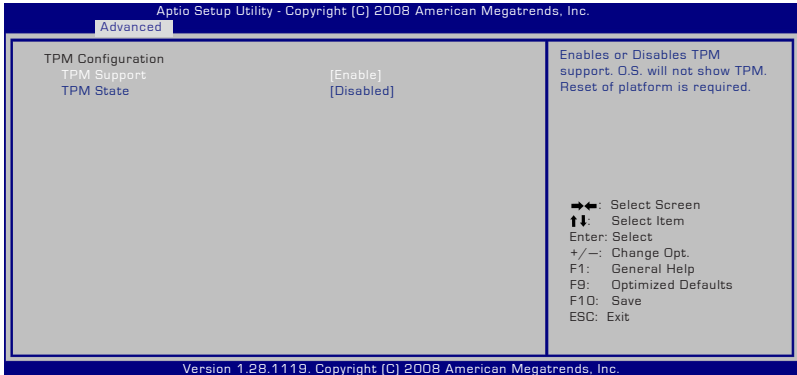 Aptio Setup Utility - Copyright (C) 2008 American Megatrends, Inc.
Advanced
TPM Configuration
TPM Support [Enable]
TPM State [Disabled]
Enables or Disables TPM
support. O.S. will not show TPM.
Reset of platform is required.
→←: Select Screen
↑↓: Select Item
Enter: Select
+/—: Change Opt.
F1: General Help
F9: Optimized Defaults
F10: Save
ESC: Exit
Version 1.28.1119. Copyright (C) 2008 American Megatrends, Inc.